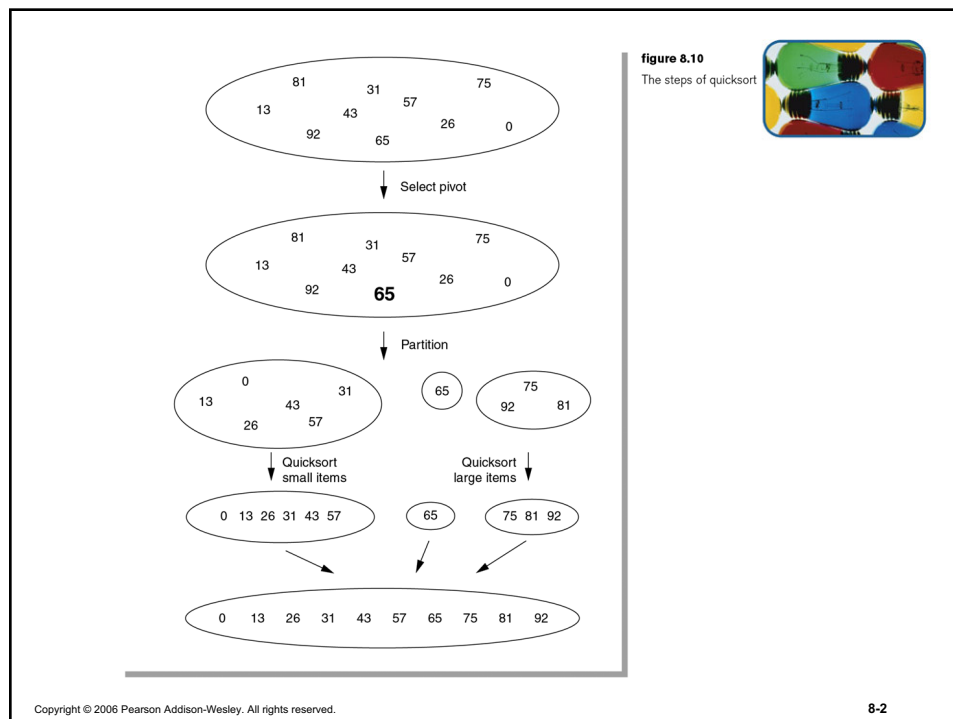 figure 8.10
The steps of quicksort
81 31 75
13 43 57
92 65 26 0
Select pivot
81 31 75
13 43 57
92 65 26 0
Partition
0 31
13 43
26 57
65
75
92 81
Quicksort
small items
Quicksort
large items
0 13 26 31 43 57
65
75 81 92
0 13 26 31 43 57 65 75 81 92
Copyright © 2006 Pearson Addison-Wesley. All rights reserved.
8-2